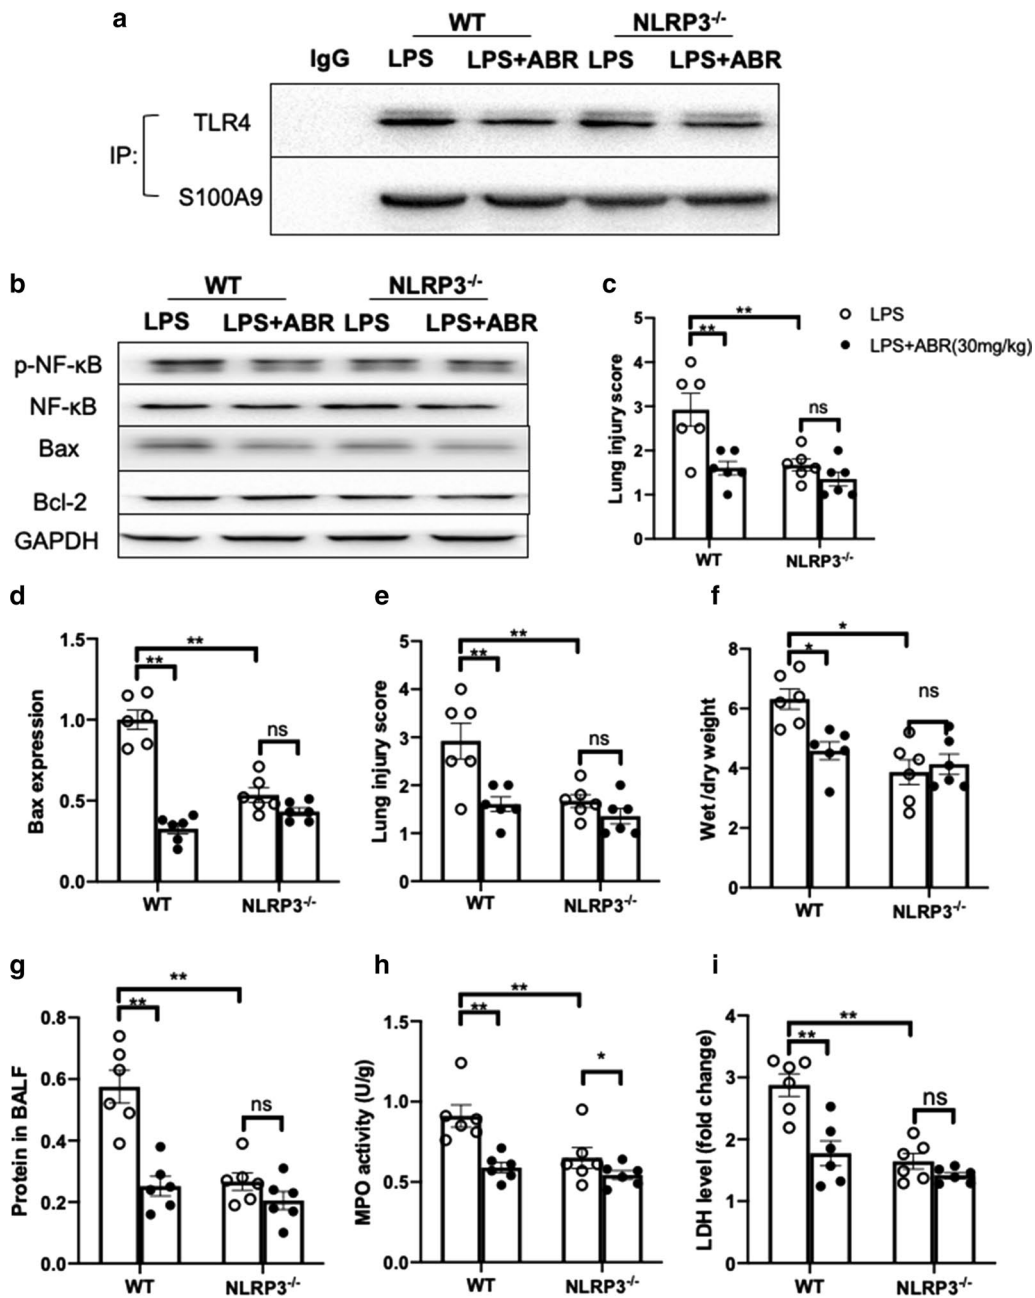 a
WT NLRP3-/-
IgG LPS LPS+ABR LPS LPS+ABR
IP:
TLR4
S100A9
b
WT NLRP3-/-
LPS LPS+ABR LPS LPS+ABR
p-NF-κB
NF-κB
Bax
Bcl-2
GAPDH
c
LPS
LPS+ABR(30mg/kg)
Lung injury score
5
4
3
2
1
0
**
**
ns
WT NLRP3-/-
d
Bax expression
1.5
1.0
0.5
0.0
**
**
ns
WT NLRP3-/-
e
Lung injury score
5
4
3
2
1
0
**
**
ns
WT NLRP3-/-
f
Wet /dry weight
8
6
4
2
0
*
*
ns
WT NLRP3-/-
g
Protein in BALF
0.8
0.6
0.4
0.2
0.0
**
**
ns
WT NLRP3-/-
h
MPO activity (U/g)
1.5
1.0
0.5
0.0
**
**
*
WT NLRP3-/-
i
LDH level (fold change)
4
3
2
1
0
**
**
ns
WT NLRP3-/-